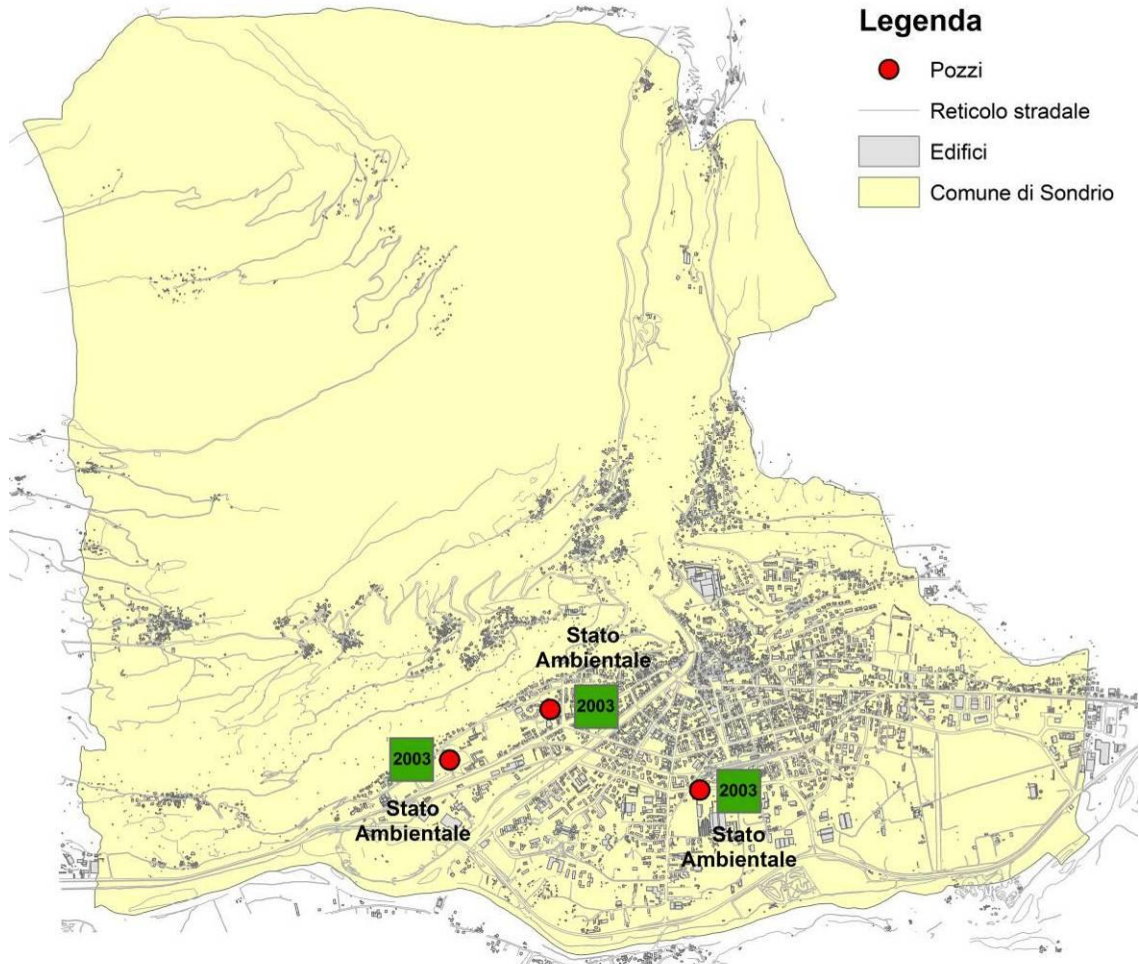 Legenda
Pozzi
Reticolo stradale
Edifici
Comune di Sondrio
Stato
Ambientale
2003
2003
Stato
Ambientale
2003
Stato
Ambientale